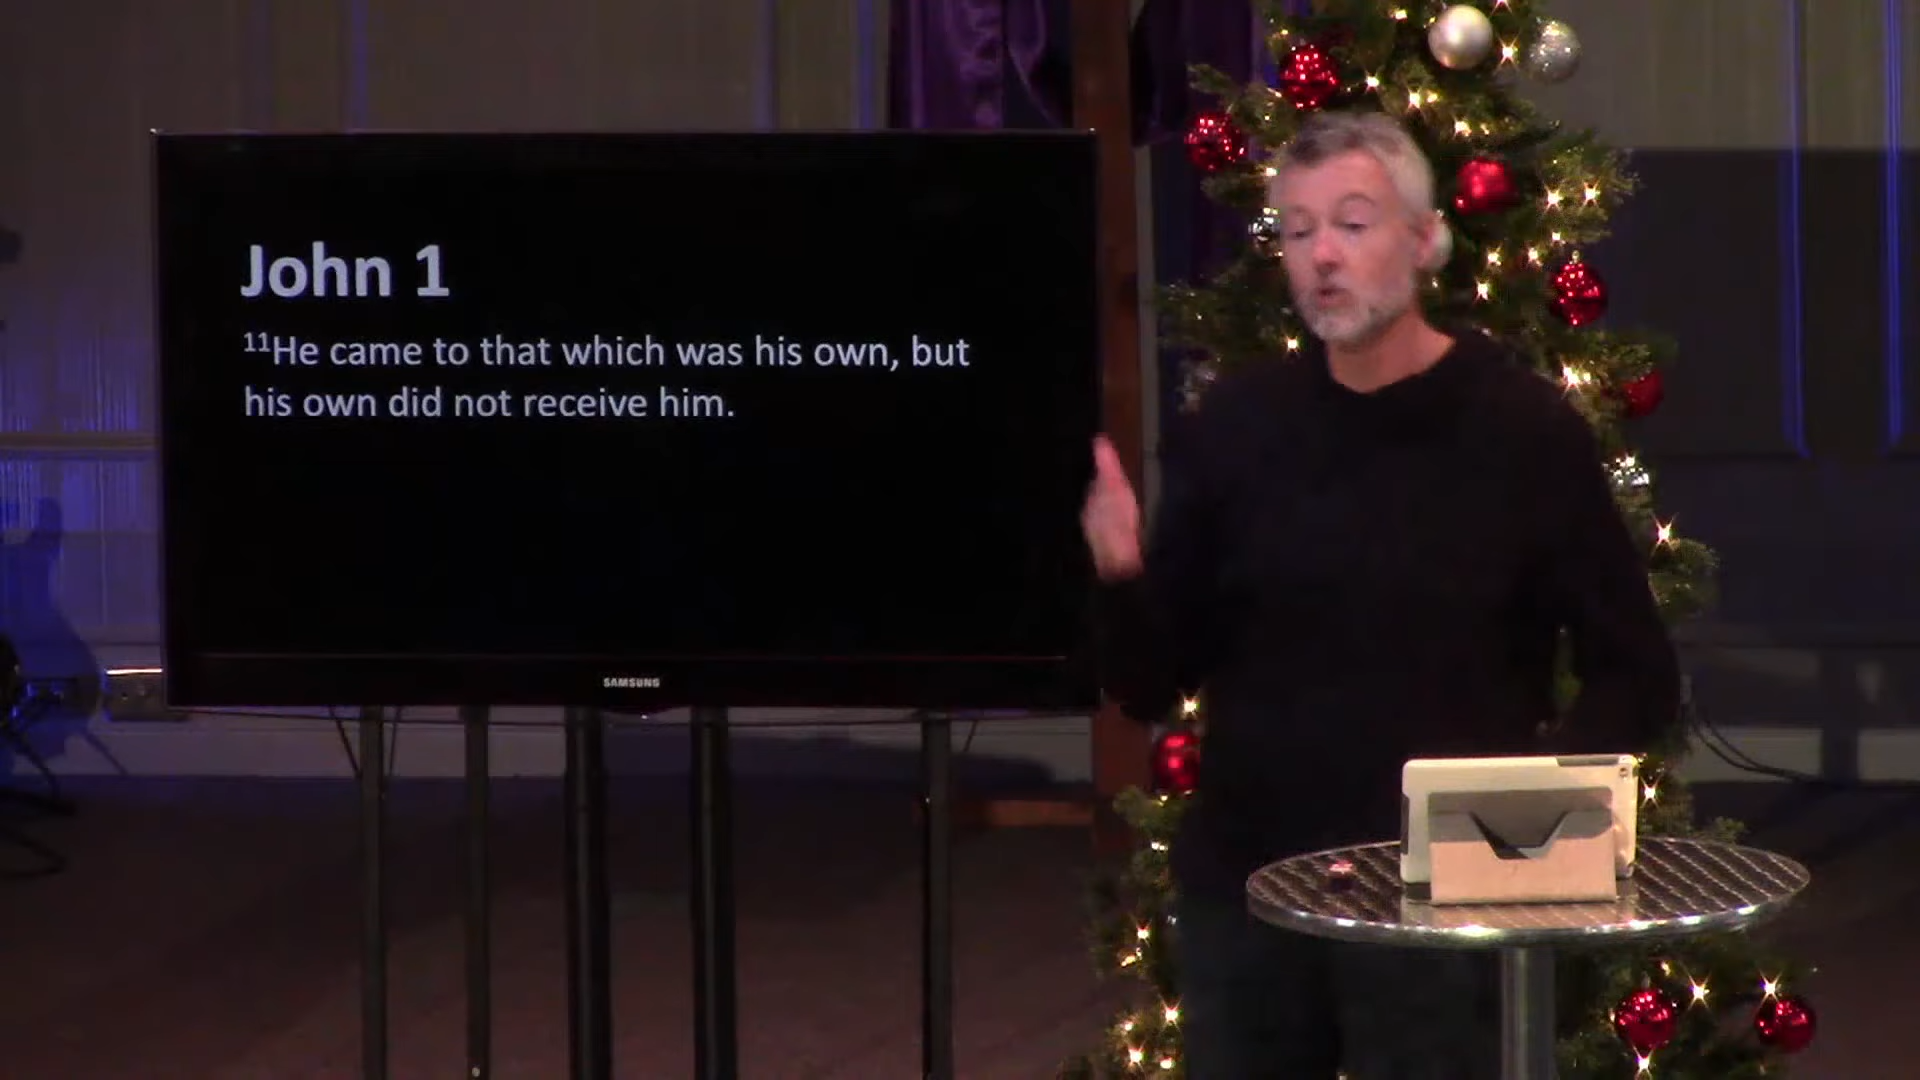 John 1
¹¹He came to that which was his own, but
his own did not receive him.
SAMSUNG